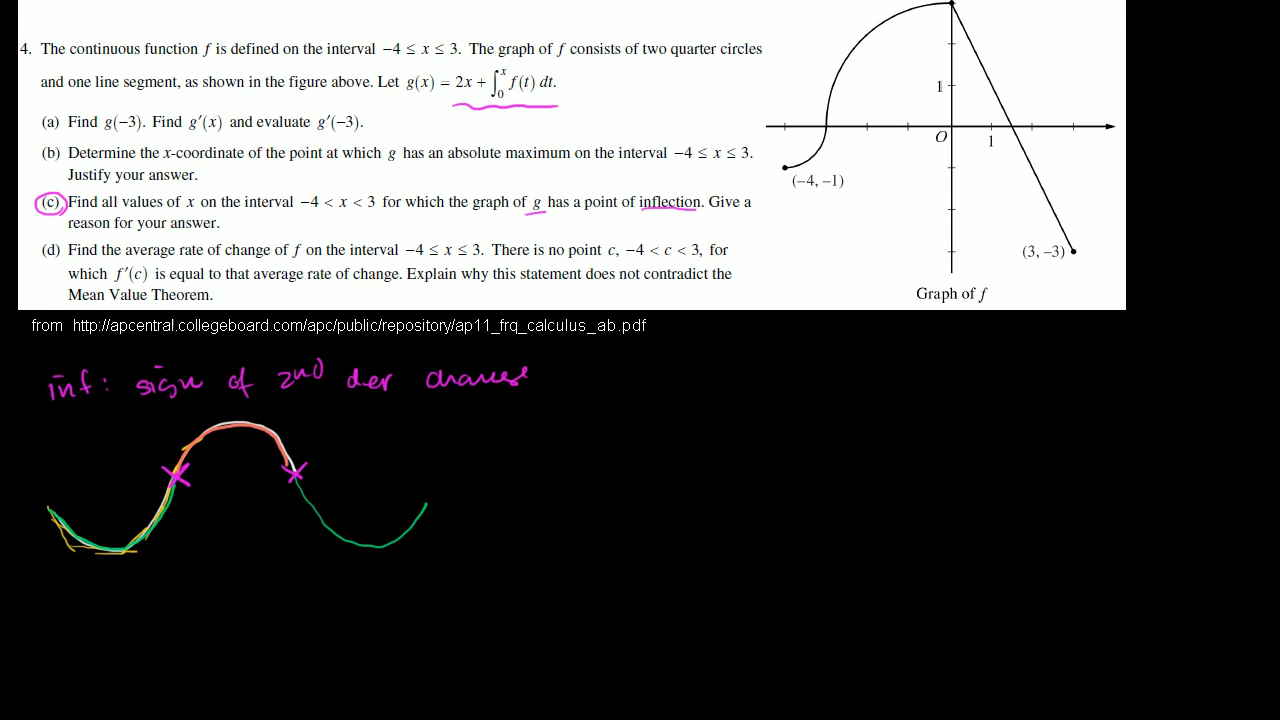 4. The continuous function f is defined on the interval −4 ≤ x ≤ 3. The graph of f consists of two quarter circles
and one line segment, as shown in the figure above. Let g(x) = 2x + ∫₀ˣ f(t) dt.
(a) Find g(−3). Find g′(x) and evaluate g′(−3).
(b) Determine the x-coordinate of the point at which g has an absolute maximum on the interval −4 ≤ x ≤ 3.
Justify your answer.
(c) Find all values of x on the interval −4 < x < 3 for which the graph of g has a point of inflection. Give a
reason for your answer.
(d) Find the average rate of change of f on the interval −4 ≤ x ≤ 3. There is no point c, −4 < c < 3, for
which f′(c) is equal to that average rate of change. Explain why this statement does not contradict the
Mean Value Theorem.
1
O
1
(−4, −1)
(3, −3)
Graph of f
from http://apcentral.collegeboard.com/apc/public/repository/ap11_frq_calculus_ab.pdf
inf: sign of 2nd der